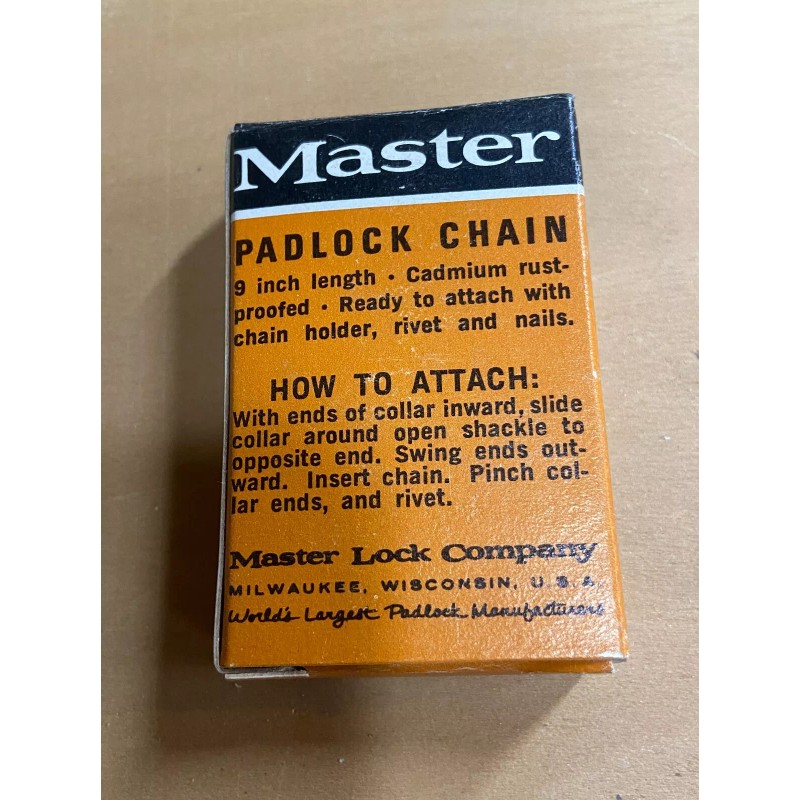 Master
PADLOCK CHAIN
9 inch length · Cadmium rust-
proofed · Ready to attach with
chain holder, rivet and nails.
HOW TO ATTACH:
With ends of collar inward, slide
collar around open shackle to
opposite end. Swing ends out-
ward. Insert chain. Pinch col-
lar ends, and rivet.
Master Lock Company
MILWAUKEE, WISCONSIN, U.S.A
World's Largest Padlock Manufacturers